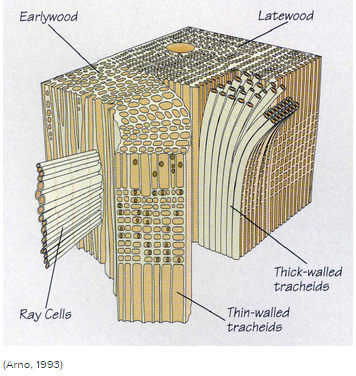 Earlywood
Latewood
Thick-walled
tracheids
Ray Cells
Thin-walled
tracheids
(Arno, 1993)